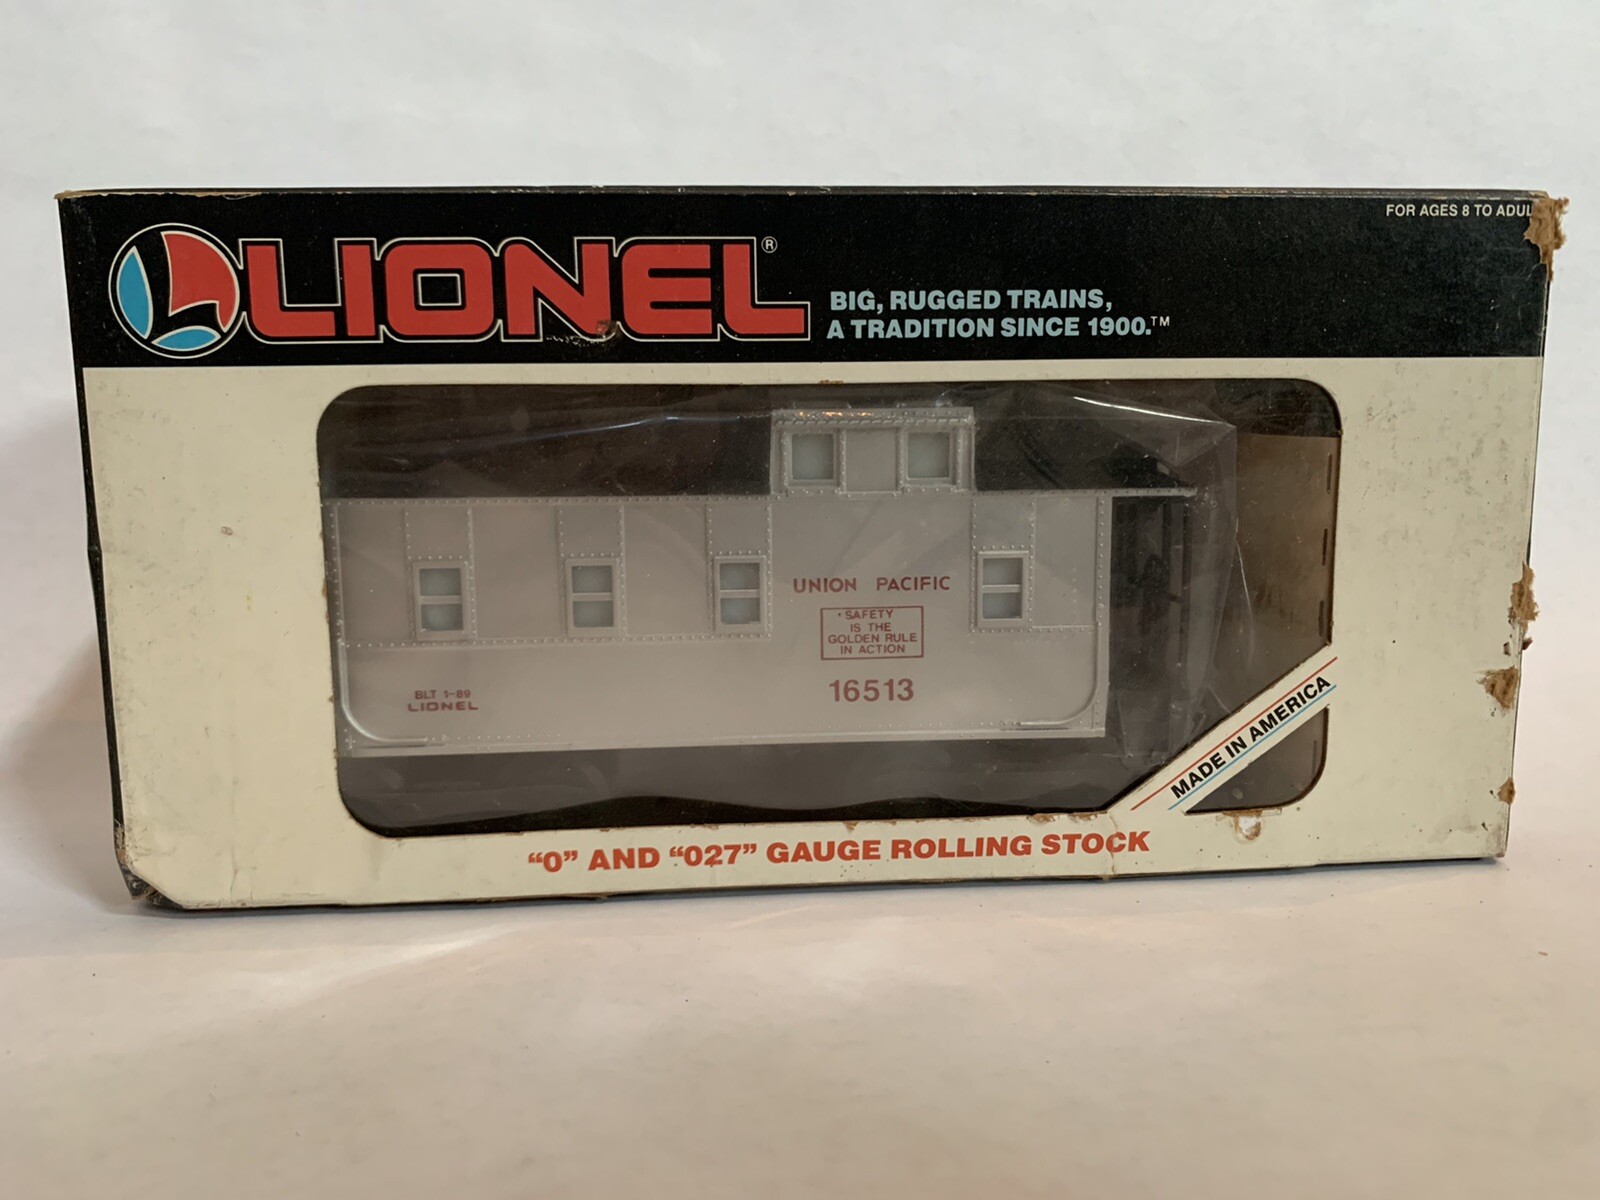 FOR AGES 8 TO ADUL
LIONEL®
BIG, RUGGED TRAINS,
A TRADITION SINCE 1900.™
UNION PACIFIC
• SAFETY
IS THE
GOLDEN RULE
IN ACTION
16513
BLT 1-89
LIONEL
MADE IN AMERICA
“O” AND “027” GAUGE ROLLING STOCK